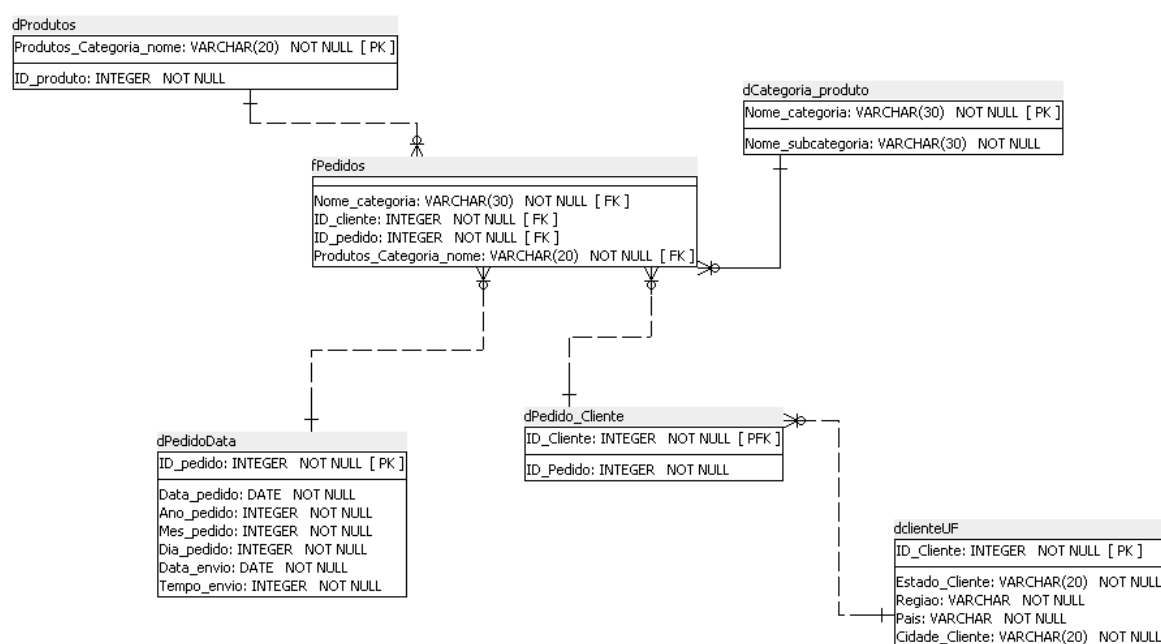 dProdutos
Produtos_Categoria_nome: VARCHAR(20) NOT NULL [ PK ]
ID_produto: INTEGER NOT NULL
dCategoria_produto
Nome_categoria: VARCHAR(30) NOT NULL [ PK ]
Nome_subcategoria: VARCHAR(30) NOT NULL
fPedidos
Nome_categoria: VARCHAR(30) NOT NULL [ FK ]
ID_cliente: INTEGER NOT NULL [ FK ]
ID_pedido: INTEGER NOT NULL [ FK ]
Produtos_Categoria_nome: VARCHAR(20) NOT NULL [ FK ]
dPedidoData
ID_pedido: INTEGER NOT NULL [ PK ]
Data_pedido: DATE NOT NULL
Ano_pedido: INTEGER NOT NULL
Mes_pedido: INTEGER NOT NULL
Dia_pedido: INTEGER NOT NULL
Data_envio: DATE NOT NULL
Tempo_envio: INTEGER NOT NULL
dPedido_Cliente
ID_Cliente: INTEGER NOT NULL [ PFK ]
ID_Pedido: INTEGER NOT NULL
dclienteUF
ID_Cliente: INTEGER NOT NULL [ PK ]
Estado_Cliente: VARCHAR(20) NOT NULL
Regiao: VARCHAR NOT NULL
Pais: VARCHAR NOT NULL
Cidade_Cliente: VARCHAR(20) NOT NULL